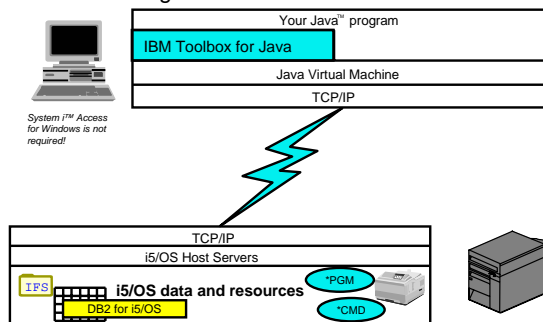 Your Java™ program
IBM Toolbox for Java
Java Virtual Machine
TCP/IP
System i™ Access
for Windows is not
required!
TCP/IP
i5/OS Host Servers
IFS
i5/OS data and resources
DB2 for i5/OS
*PGM
*CMD